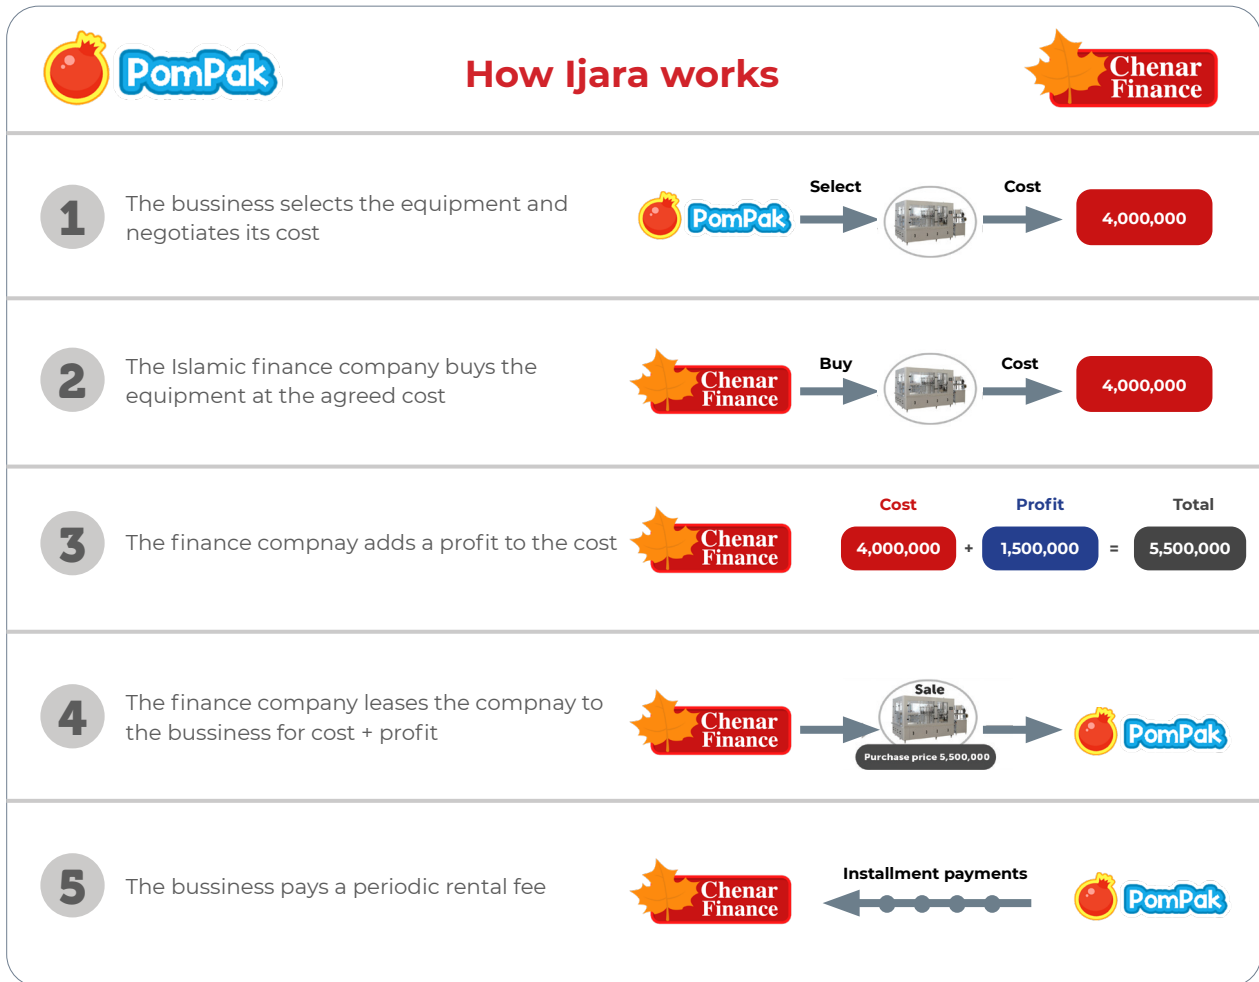 PomPak
How Ijara works
Chenar
Finance
1
The bussiness selects the equipment and
negotiates its cost
PomPak
Select
Cost
4,000,000
2
The Islamic finance company buys the
equipment at the agreed cost
Chenar
Finance
Buy
Cost
4,000,000
3
The finance compnay adds a profit to the cost
Chenar
Finance
Cost
Profit
Total
4,000,000 + 1,500,000 = 5,500,000
4
The finance company leases the compnay to
the bussiness for cost + profit
Chenar
Finance
Sale
Purchase price 5,500,000
PomPak
5
The bussiness pays a periodic rental fee
Chenar
Finance
Installment payments
PomPak